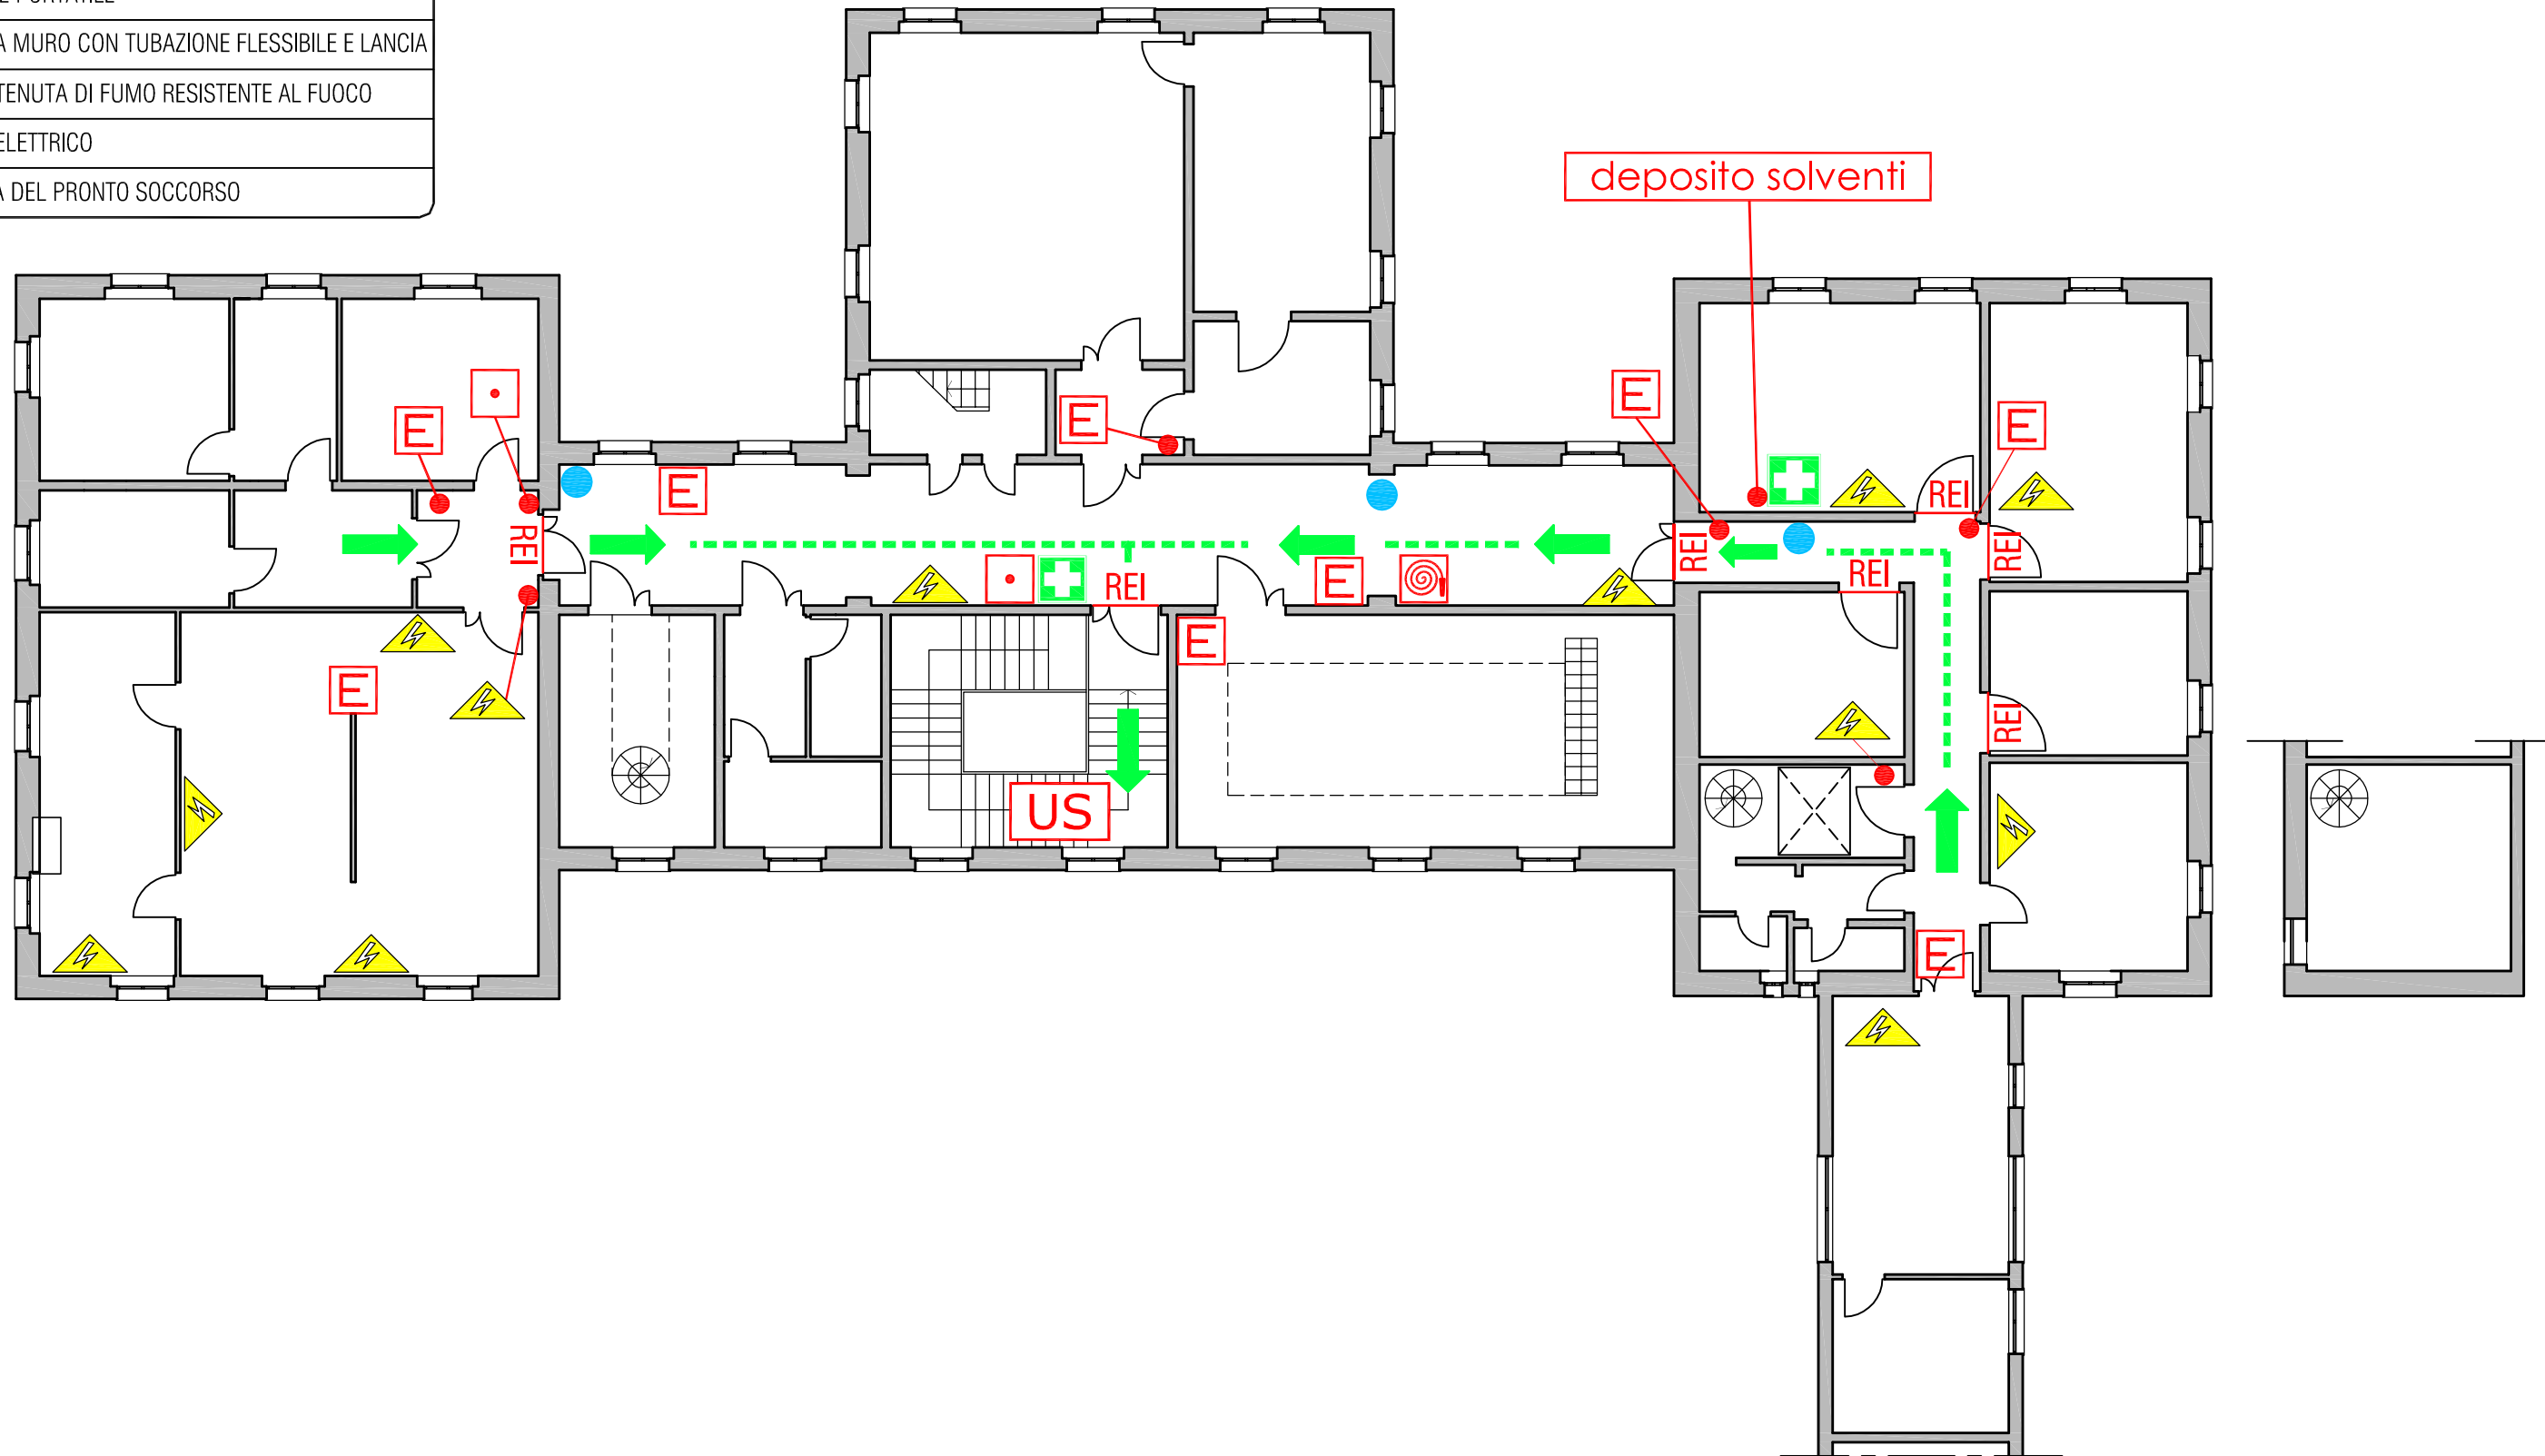 A MURO CON TUBAZIONE FLESSIBILE E LANCIA
TENUTA DI FUMO RESISTENTE AL FUOCO
ELETTRICO
A DEL PRONTO SOCCORSO
deposito solventi
E
E
E
E
E
REI
REI
REI
REI
REI
REI
E
E
E
REI
E
US
E